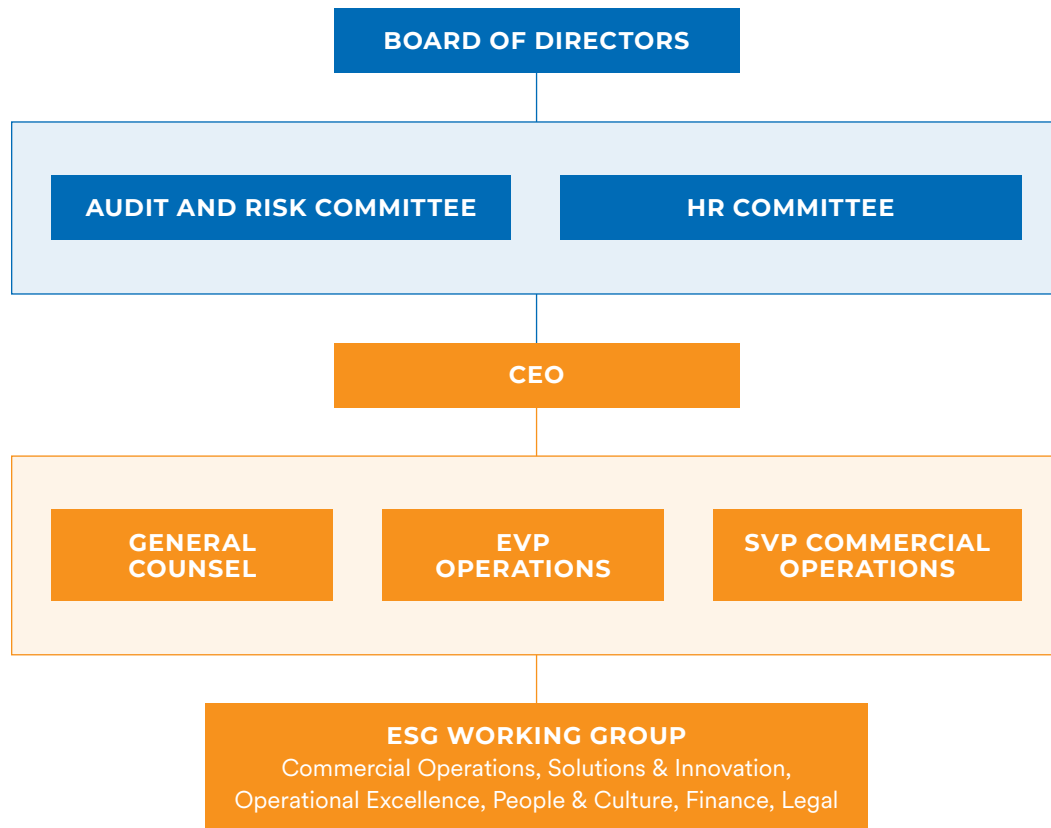 BOARD OF DIRECTORS
AUDIT AND RISK COMMITTEE
HR COMMITTEE
CEO
GENERAL
COUNSEL
EVP
OPERATIONS
SVP COMMERCIAL
OPERATIONS
ESG WORKING GROUP
Commercial Operations, Solutions & Innovation,
Operational Excellence, People & Culture, Finance, Legal